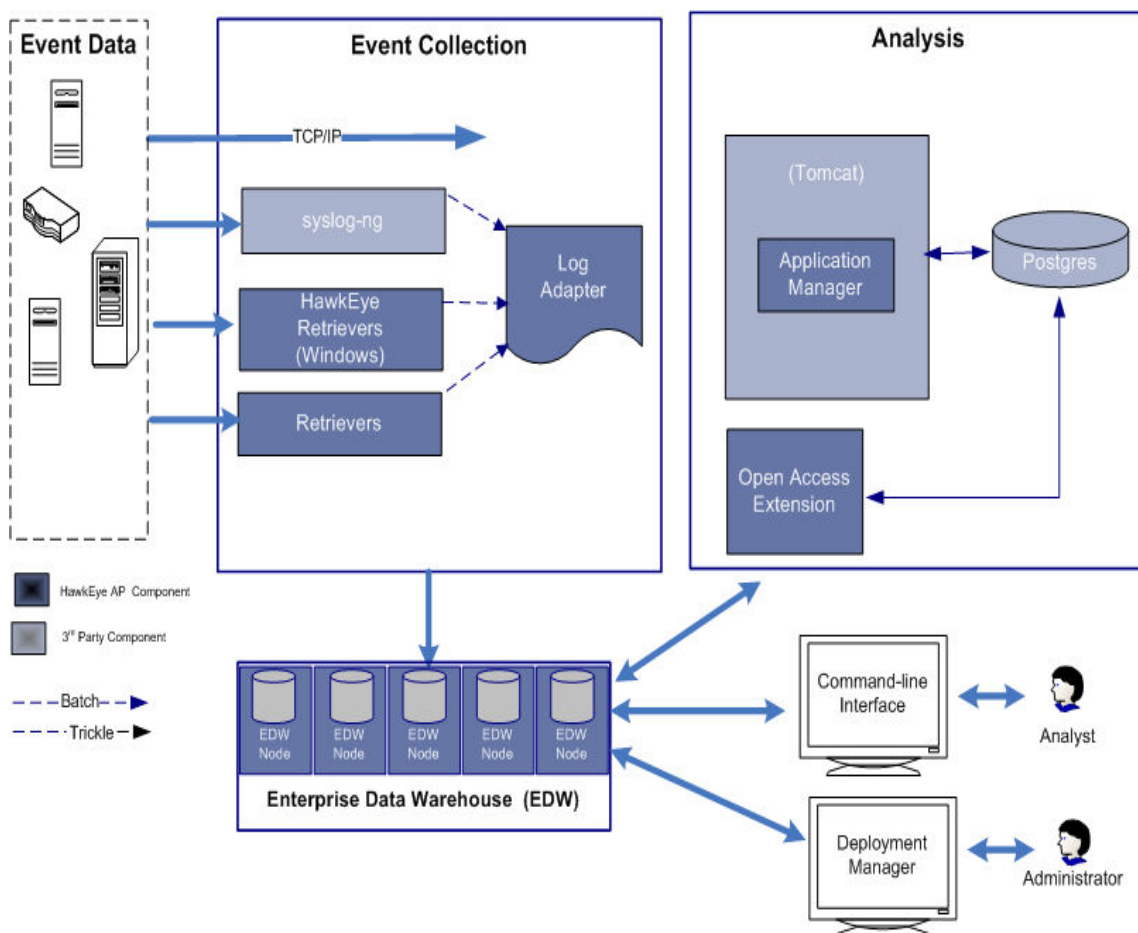 Event Data
Event Collection
Analysis
TCP/IP
syslog-ng
HawkEye
Retrievers
(Windows)
Retrievers
Log
Adapter
(Tomcat)
Application
Manager
Postgres
Open Access
Extension
HawkEye AP Component
3rd Party Component
Batch
Trickle
EDW
Node
EDW
Node
EDW
Node
EDW
Node
EDW
Node
Enterprise Data Warehouse (EDW)
Command-line
Interface
Analyst
Deployment
Manager
Administrator